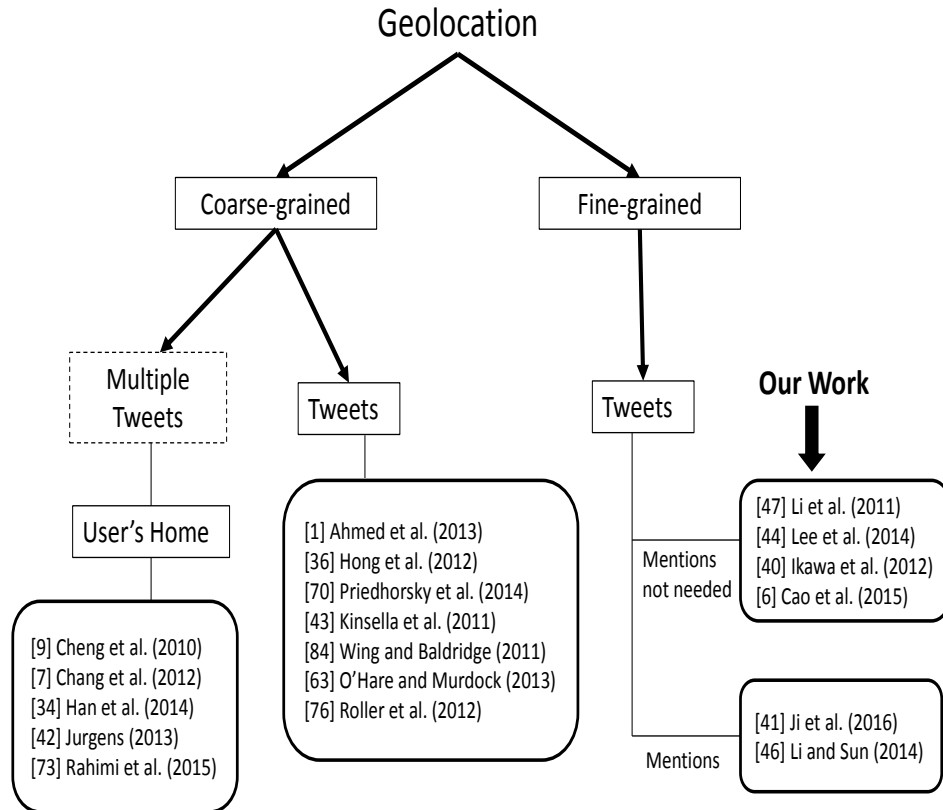 Geolocation
Coarse-grained
Fine-grained
Multiple
Tweets
Tweets
Tweets
Our Work
User's Home
[9] Cheng et al. (2010)
[7] Chang et al. (2012)
[34] Han et al. (2014)
[42] Jurgens (2013)
[73] Rahimi et al. (2015)
[1] Ahmed et al. (2013)
[36] Hong et al. (2012)
[70] Priedhorsky et al. (2014)
[43] Kinsella et al. (2011)
[84] Wing and Baldridge (2011)
[63] O'Hare and Murdock (2013)
[76] Roller et al. (2012)
Mentions
not needed
[47] Li et al. (2011)
[44] Lee et al. (2014)
[40] Ikawa et al. (2012)
[6] Cao et al. (2015)
Mentions
[41] Ji et al. (2016)
[46] Li and Sun (2014)